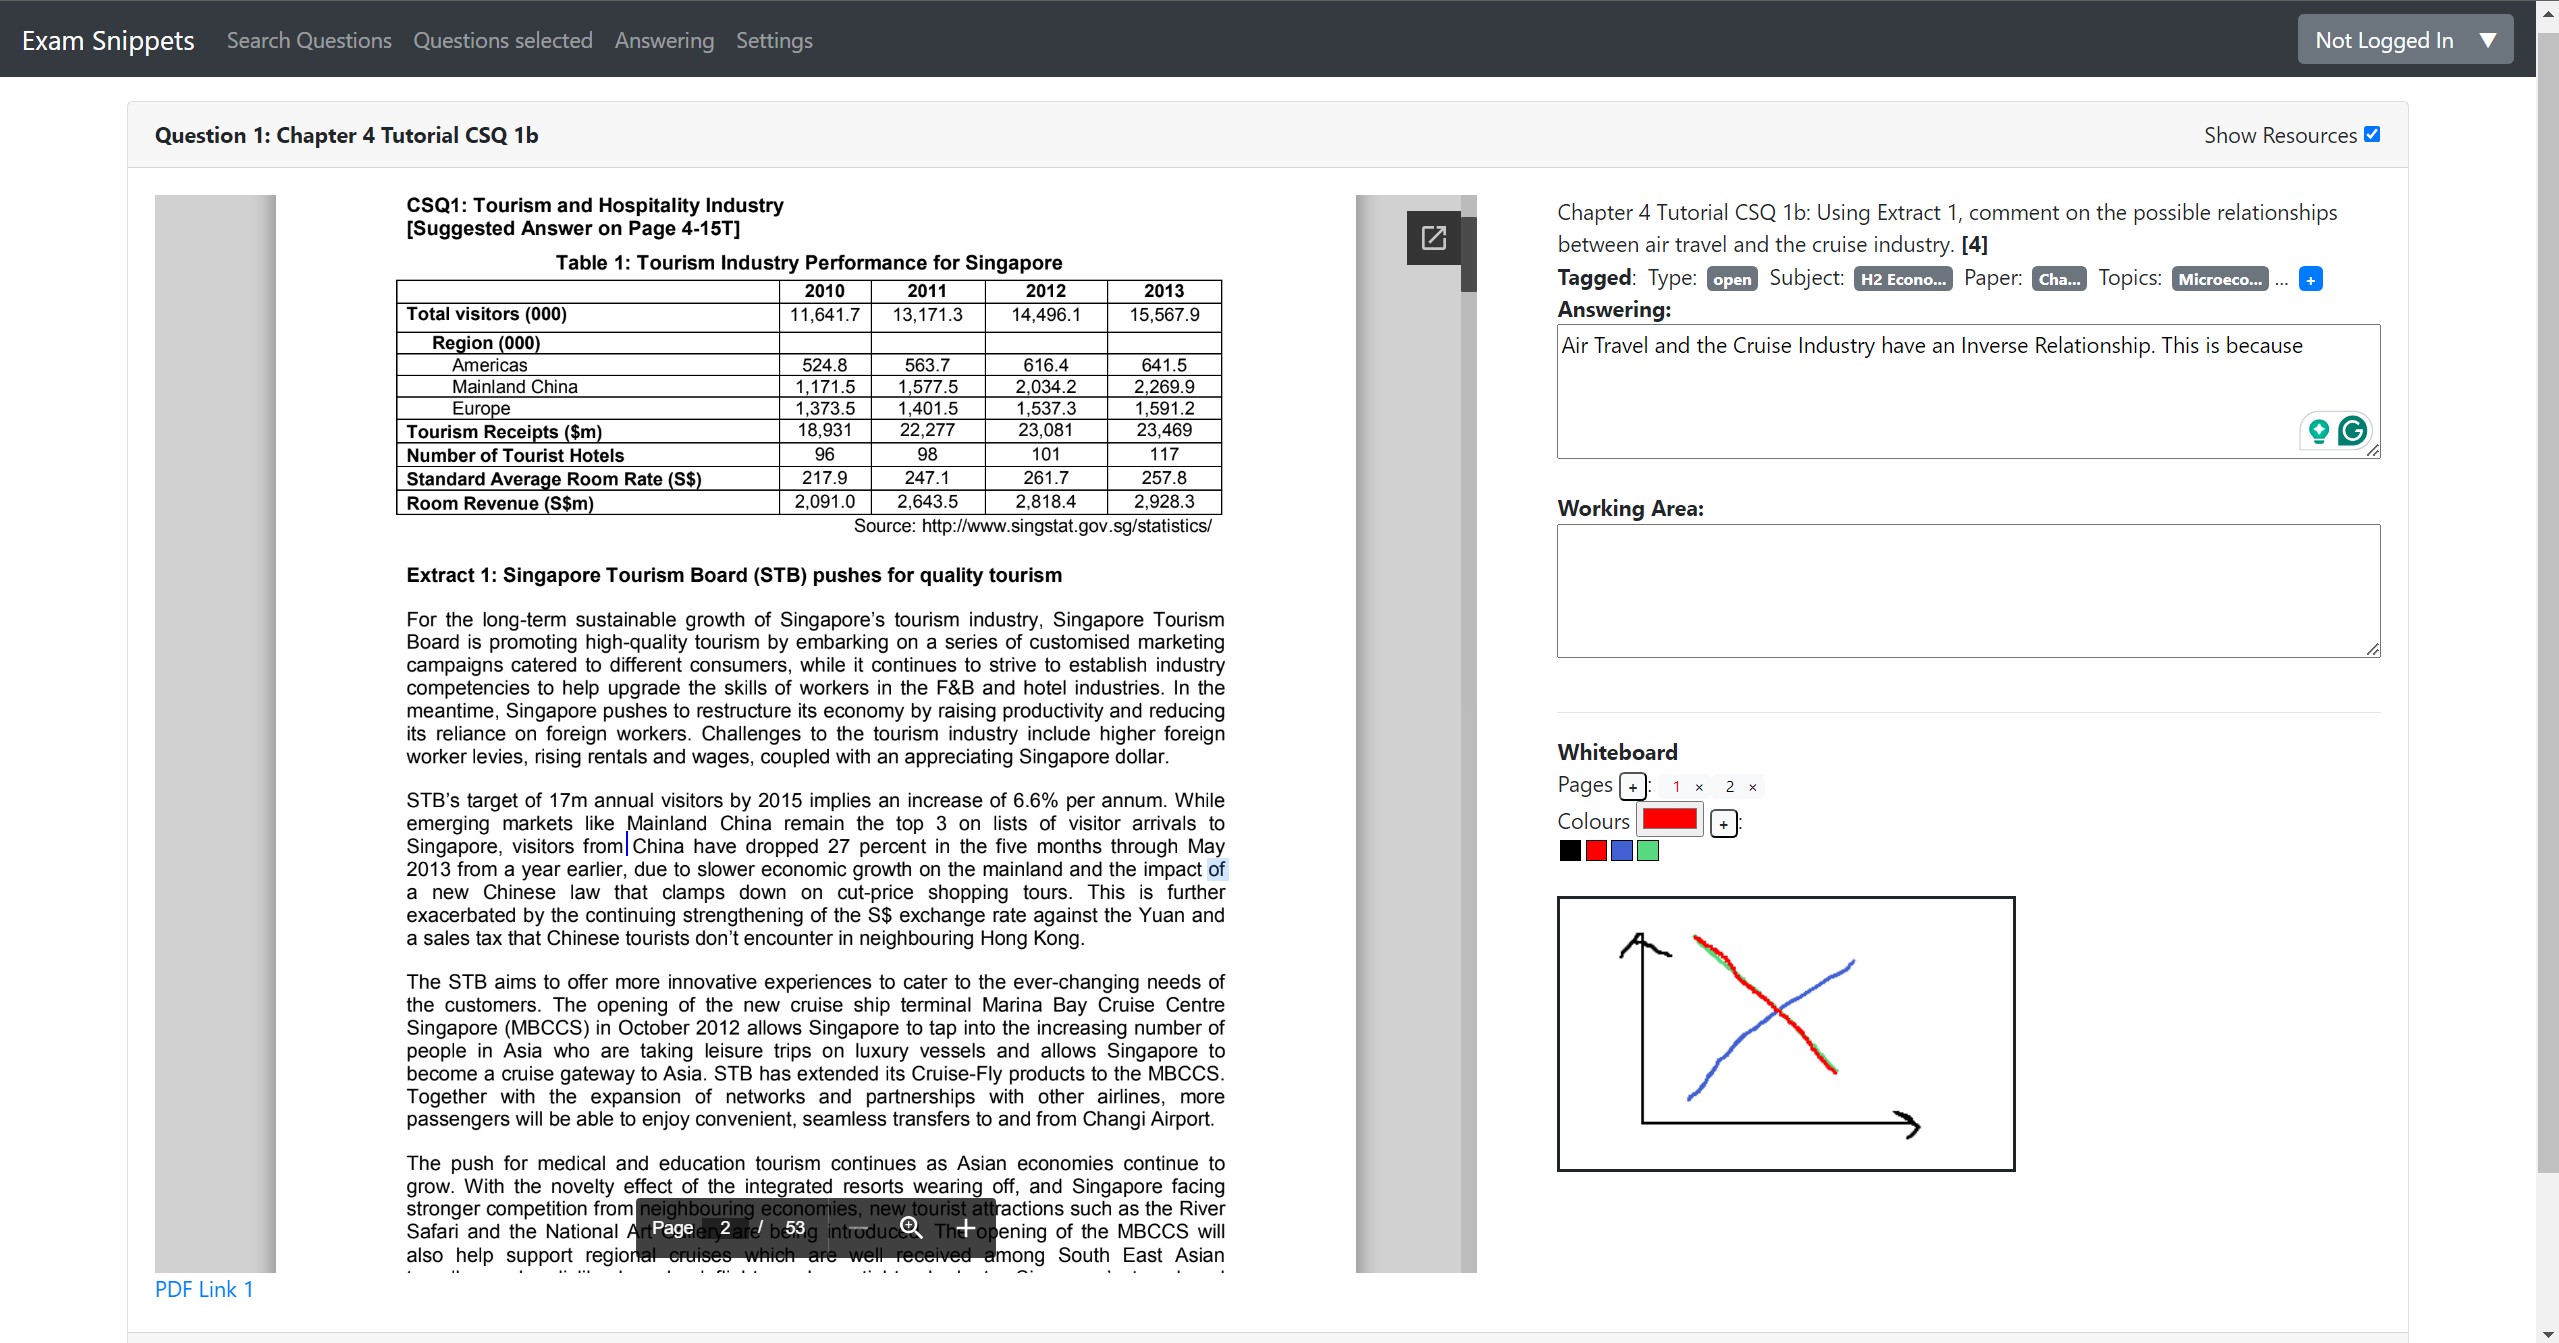 Exam Snippets Search Questions Questions selected Answering Settings Not Logged In ▼
Question 1: Chapter 4 Tutorial CSQ 1b Show Resources
CSQ1: Tourism and Hospitality Industry
[Suggested Answer on Page 4-15T]
Table 1: Tourism Industry Performance for Singapore
2010 2011 2012 2013
Total visitors (000) 11,641.7 13,171.3 14,496.1 15,567.9
Region (000)
Americas 524.8 563.7 616.4 641.5
Mainland China 1,171.5 1,577.5 2,034.2 2,269.9
Europe 1,373.5 1,401.5 1,537.3 1,591.2
Tourism Receipts ($m) 18,931 22,277 23,081 23,469
Number of Tourist Hotels 96 98 101 117
Standard Average Room Rate (S$) 217.9 247.1 261.7 257.8
Room Revenue (S$m) 2,091.0 2,643.5 2,818.4 2,928.3
Source: http://www.singstat.gov.sg/statistics/
Extract 1: Singapore Tourism Board (STB) pushes for quality tourism
For the long-term sustainable growth of Singapore's tourism industry, Singapore Tourism
Board is promoting high-quality tourism by embarking on a series of customised marketing
campaigns catered to different consumers, while it continues to strive to establish industry
competencies to help upgrade the skills of workers in the F&B and hotel industries. In the
meantime, Singapore pushes to restructure its economy by raising productivity and reducing
its reliance on foreign workers. Challenges to the tourism industry include higher foreign
worker levies, rising rentals and wages, coupled with an appreciating Singapore dollar.
STB's target of 17m annual visitors by 2015 implies an increase of 6.6% per annum. While
emerging markets like Mainland China remain the top 3 on lists of visitor arrivals to
Singapore, visitors from China have dropped 27 percent in the five months through May
2013 from a year earlier, due to slower economic growth on the mainland and the impact of
a new Chinese law that clamps down on cut-price shopping tours. This is further
exacerbated by the continuing strengthening of the S$ exchange rate against the Yuan and
a sales tax that Chinese tourists don't encounter in neighbouring Hong Kong.
The STB aims to offer more innovative experiences to cater to the ever-changing needs of
the customers. The opening of the new cruise ship terminal Marina Bay Cruise Centre
Singapore (MBCCS) in October 2012 allows Singapore to tap into the increasing number of
people in Asia who are taking leisure trips on luxury vessels and allows Singapore to
become a cruise gateway to Asia. STB has extended its Cruise-Fly products to the MBCCS.
Together with the expansion of networks and partnerships with other airlines, more
passengers will be able to enjoy convenient, seamless transfers to and from Changi Airport.
The push for medical and education tourism continues as Asian economies continue to
grow. With the novelty effect of the integrated resorts wearing off, and Singapore facing
stronger competition from neighbouring economies, new tourist attractions such as the River
Safari and the National Art Gallery are being introduced. The opening of the MBCCS will
also help support regional cruises which are well received among South East Asian
Page 2 / 53
PDF Link 1
Chapter 4 Tutorial CSQ 1b: Using Extract 1, comment on the possible relationships
between air travel and the cruise industry. [4]
Tagged: Type: open Subject: H2 Econo... Paper: Cha... Topics: Microeco... ... +
Answering:
Air Travel and the Cruise Industry have an Inverse Relationship. This is because
Working Area:
Whiteboard
Pages + : 1 × 2 ×
Colours + :